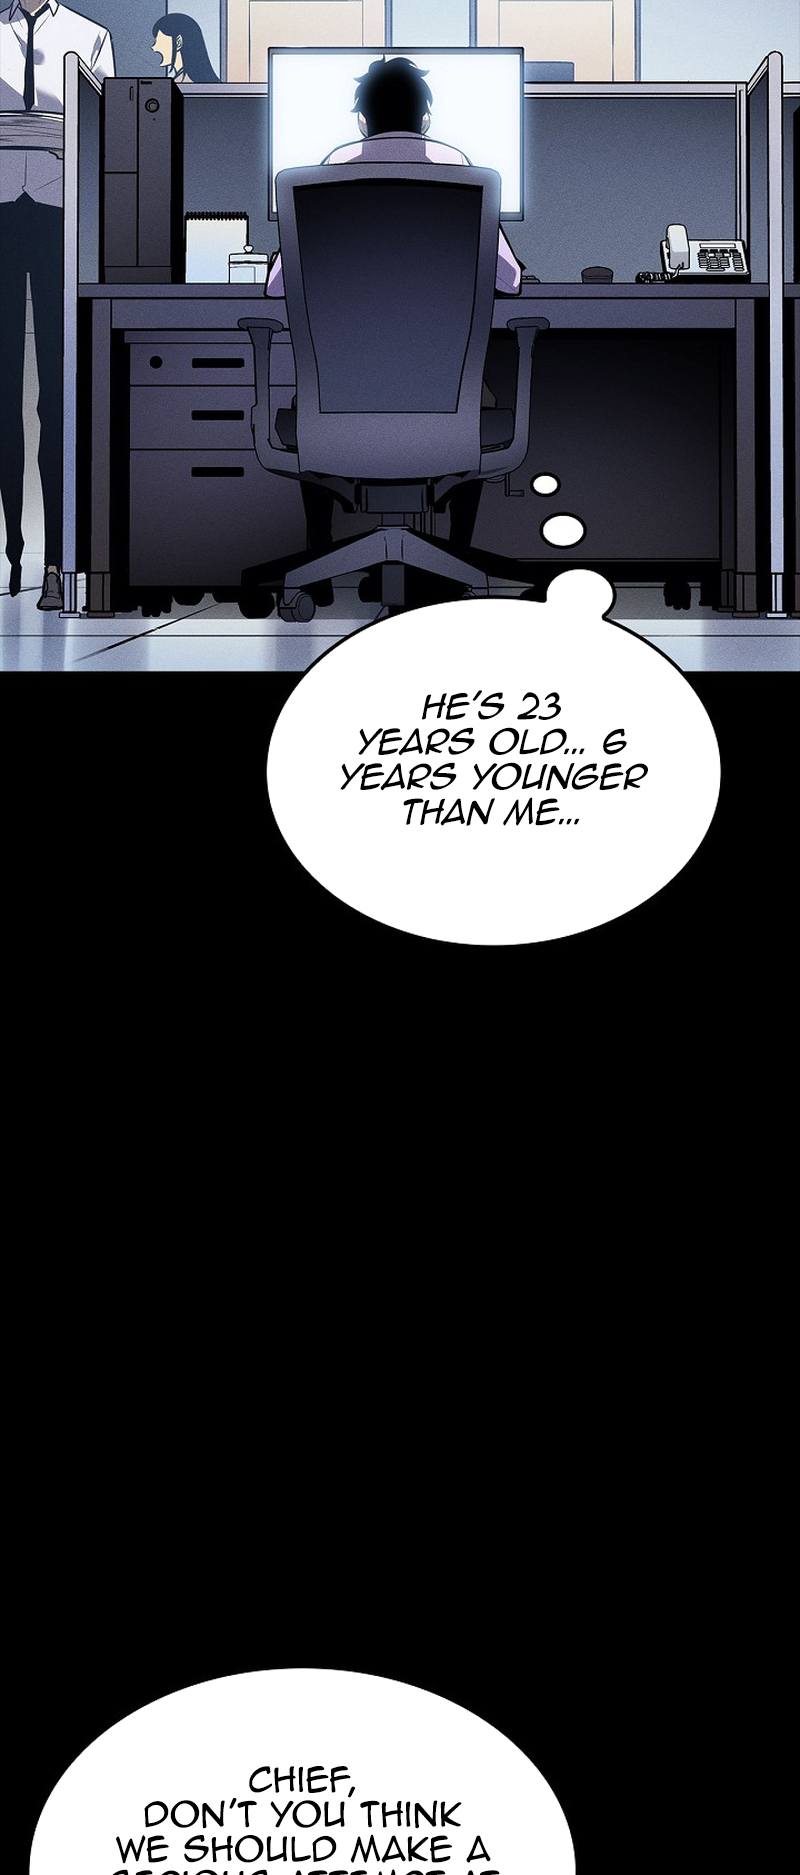 HE'S 23
YEARS OLD... 6
YEARS YOUNGER
THAN ME...
CHIEF,
DON'T YOU THINK
WE SHOULD MAKE A